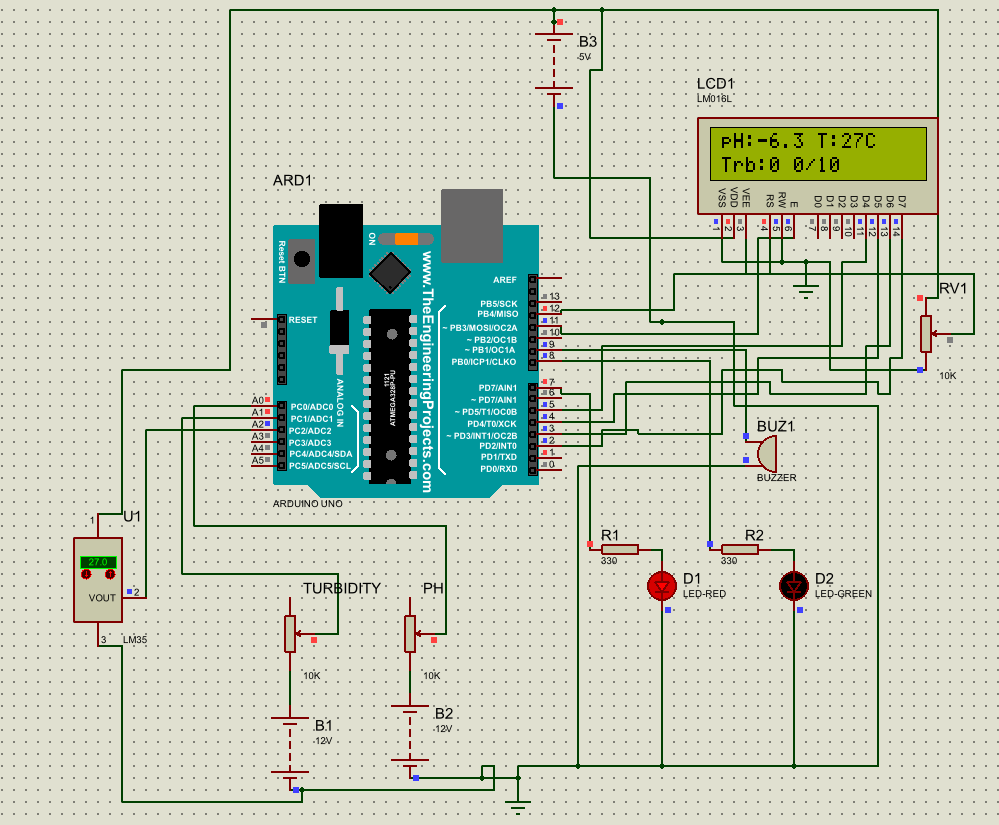 B3
5V
LCD1
LM016L
pH:-6.3 T:27C
Trb:0 0/10
VSS
VDD
VEE
RS
RW
E
D0
D1
D2
D3
D4
D5
D6
D7
1
2
3
4
5
6
7
8
9
10
11
12
13
14
RV1
10K
ARD1
Reset BTN
ON
www.TheEngineeringProjects.com
ANALOG IN
1121
ATMEGA328P-PU
RESET
AREF
PB5/SCK 13
PB4/MISO 12
~ PB3/MOSI/OC2A 11
~ PB2/OC1B 10
~ PB1/OC1A 9
PB0/ICP1/CLKO 8
PD7/AIN1 7
~ PD7/AIN1 6
~ PD5/T1/OC0B 5
PD4/T0/XCK 4
~ PD3/INT1/OC2B 3
PD2/INT0 2
PD1/TXD 1
PD0/RXD 0
A0 PC0/ADC0
A1 PC1/ADC1
A2 PC2/ADC2
A3 PC3/ADC3
A4 PC4/ADC4/SDA
A5 PC5/ADC5/SCL
ARDUINO UNO
BUZ1
BUZZER
U1
1
27.0
VOUT 2
3
LM35
R1
330
R2
330
D1
LED-RED
D2
LED-GREEN
TURBIDITY
10K
PH
10K
B1
12V
B2
12V